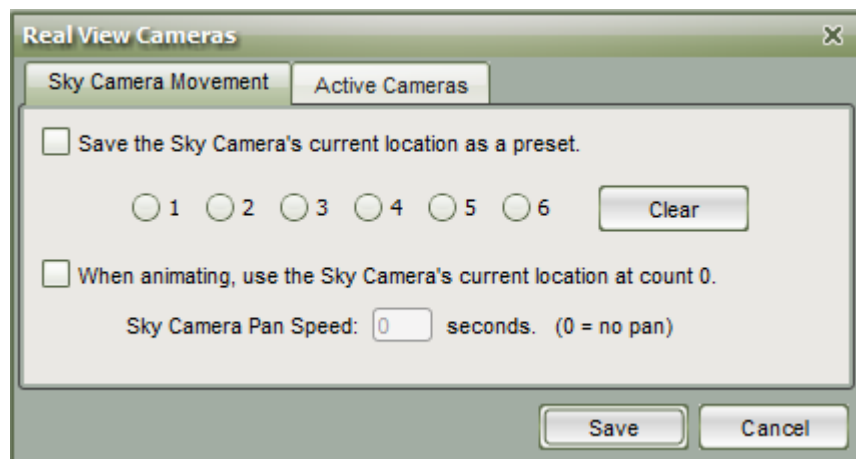 Real View Cameras
Sky Camera Movement Active Cameras
Save the Sky Camera's current location as a preset.
1 2 3 4 5 6 Clear
When animating, use the Sky Camera's current location at count 0.
Sky Camera Pan Speed: 0 seconds. (0 = no pan)
Save Cancel